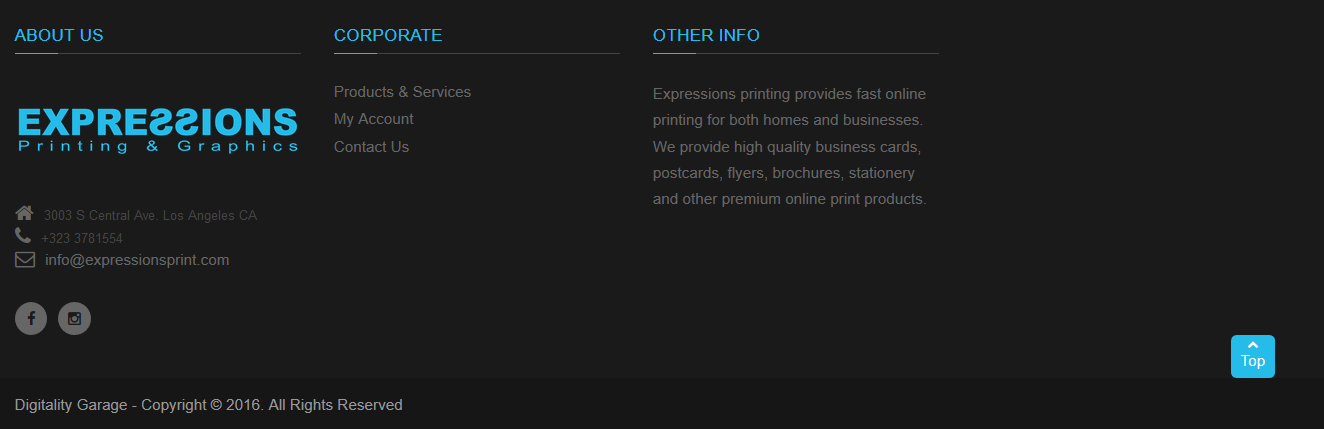 ABOUT US
EXPRESSIONS
Printing & Graphics
3003 S Central Ave. Los Angeles CA
+323 3781554
info@expressionsprint.com
CORPORATE
Products & Services
My Account
Contact Us
OTHER INFO
Expressions printing provides fast online
printing for both homes and businesses.
We provide high quality business cards,
postcards, flyers, brochures, stationery
and other premium online print products.
Top
Digitality Garage - Copyright © 2016. All Rights Reserved